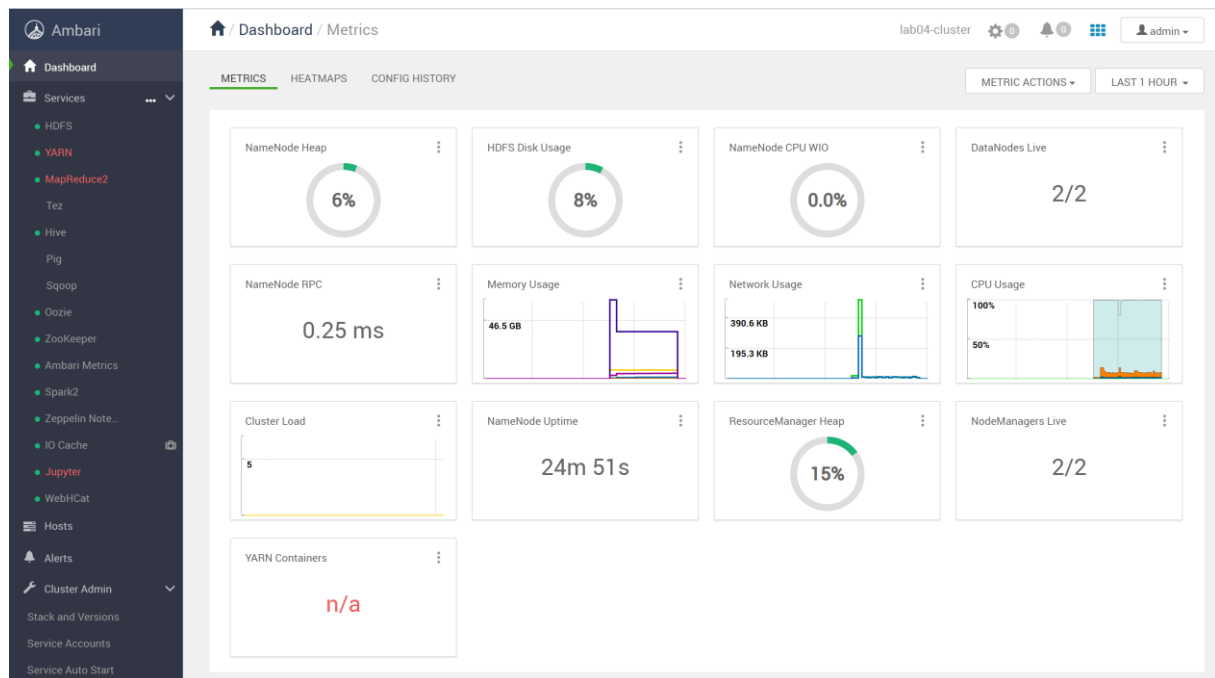 Ambari
Dashboard
Services ...
HDFS
YARN
MapReduce2
Tez
Hive
Pig
Sqoop
Oozie
ZooKeeper
Ambari Metrics
Spark2
Zeppelin Note...
IO Cache
Jupyter
WebHCat
Hosts
Alerts
Cluster Admin
Stack and Versions
Service Accounts
Service Auto Start
/ Dashboard / Metrics
lab04-cluster 0 0 admin
METRICS HEATMAPS CONFIG HISTORY
METRIC ACTIONS LAST 1 HOUR
NameNode Heap
6%
HDFS Disk Usage
8%
NameNode CPU WIO
0.0%
DataNodes Live
2/2
NameNode RPC
0.25 ms
Memory Usage
46.5 GB
Network Usage
390.6 KB
195.3 KB
CPU Usage
100%
50%
Cluster Load
5
NameNode Uptime
24m 51s
ResourceManager Heap
15%
NodeManagers Live
2/2
YARN Containers
n/a